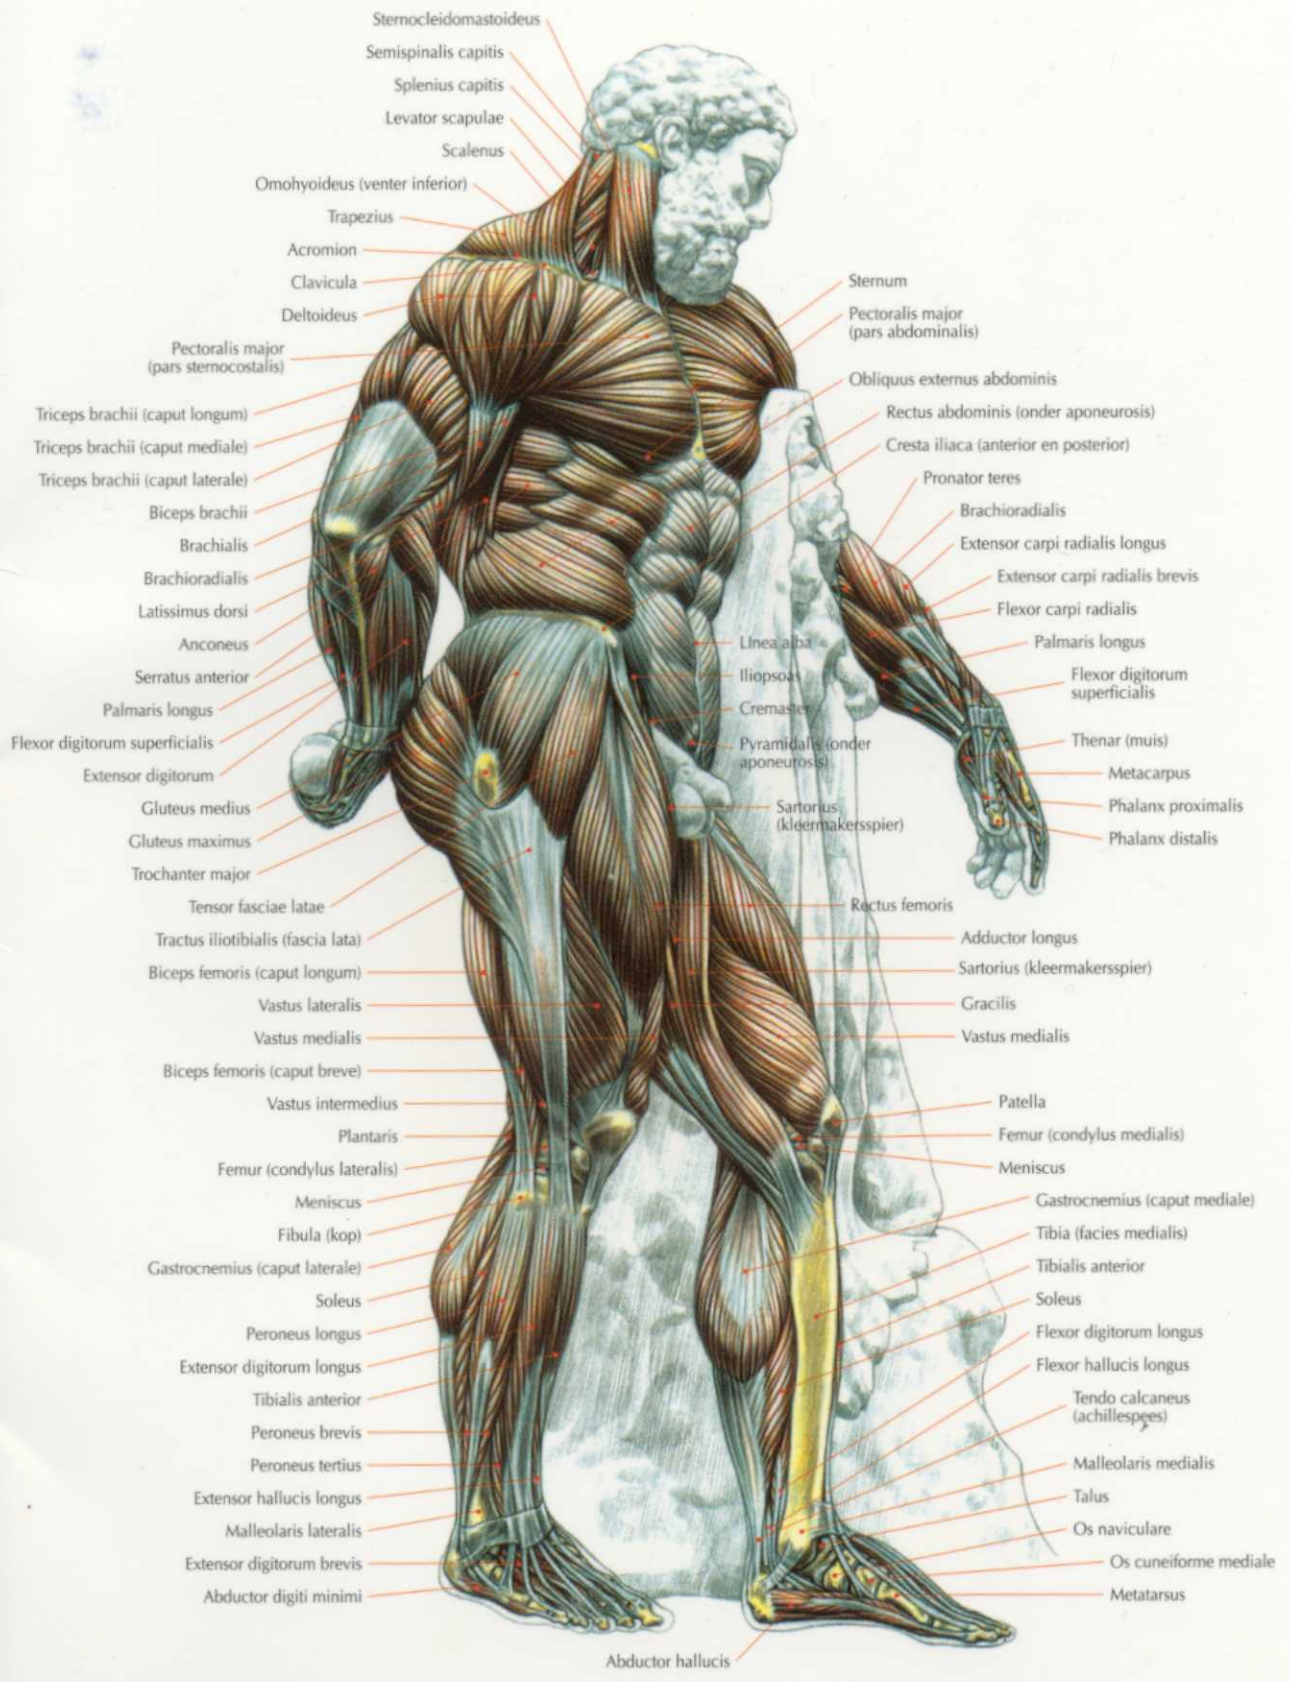 Sternocleidomastoideus
Semispinalis capitis
Splenius capitis
Levator scapulae
Scalenus
Omohyoideus (venter inferior)
Trapezius
Acromion
Clavicula
Deltoideus
Pectoralis major
(pars sternocostalis)
Triceps brachii (caput longum)
Triceps brachii (caput mediale)
Triceps brachii (caput laterale)
Biceps brachii
Brachialis
Brachioradialis
Latissimus dorsi
Anconeus
Serratus anterior
Palmaris longus
Flexor digitorum superficialis
Extensor digitorum
Gluteus medius
Gluteus maximus
Trochanter major
Tensor fasciae latae
Tractus iliotibialis (fascia lata)
Biceps femoris (caput longum)
Vastus lateralis
Vastus medialis
Biceps femoris (caput breve)
Vastus intermedius
Plantaris
Femur (condylus lateralis)
Meniscus
Fibula (kop)
Gastrocnemius (caput laterale)
Soleus
Peroneus longus
Extensor digitorum longus
Tibialis anterior
Peroneus brevis
Peroneus tertius
Extensor hallucis longus
Malleolaris lateralis
Extensor digitorum brevis
Abductor digiti minimi
Sternum
Pectoralis major
(pars abdominalis)
Obliquus externus abdominis
Rectus abdominis (onder aponeurosis)
Cresta iliaca (anterior en posterior)
Pronator teres
Brachioradialis
Extensor carpi radialis longus
Extensor carpi radialis brevis
Flexor carpi radialis
Palmaris longus
Flexor digitorum
superficialis
Thenar (muis)
Metacarpus
Phalanx proximalis
Phalanx distalis
Linea alba
Iliopsoas
Cremaster
Pyramidalis (onder
aponeurosis)
Sartorius
(kleermakersspier)
Rectus femoris
Adductor longus
Sartorius (kleermakersspier)
Gracilis
Vastus medialis
Patella
Femur (condylus medialis)
Meniscus
Gastrocnemius (caput mediale)
Tibia (facies medialis)
Tibialis anterior
Soleus
Flexor digitorum longus
Flexor hallucis longus
Tendo calcaneus
(achillespees)
Malleolaris medialis
Talus
Os naviculare
Os cuneiforme mediale
Metatarsus
Abductor hallucis